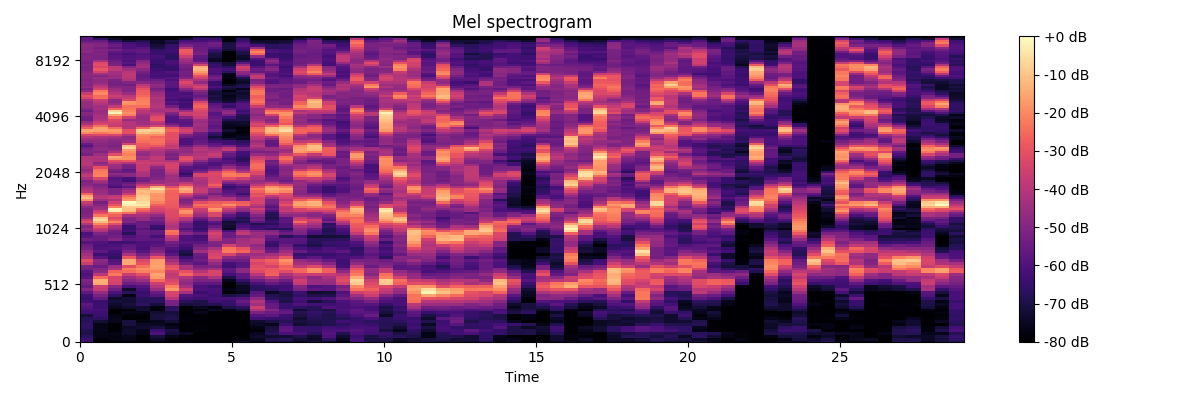 Mel spectrogram
Hz
8192
4096
2048
1024
512
0
0 5 10 15 20 25
Time
+0 dB
-10 dB
-20 dB
-30 dB
-40 dB
-50 dB
-60 dB
-70 dB
-80 dB